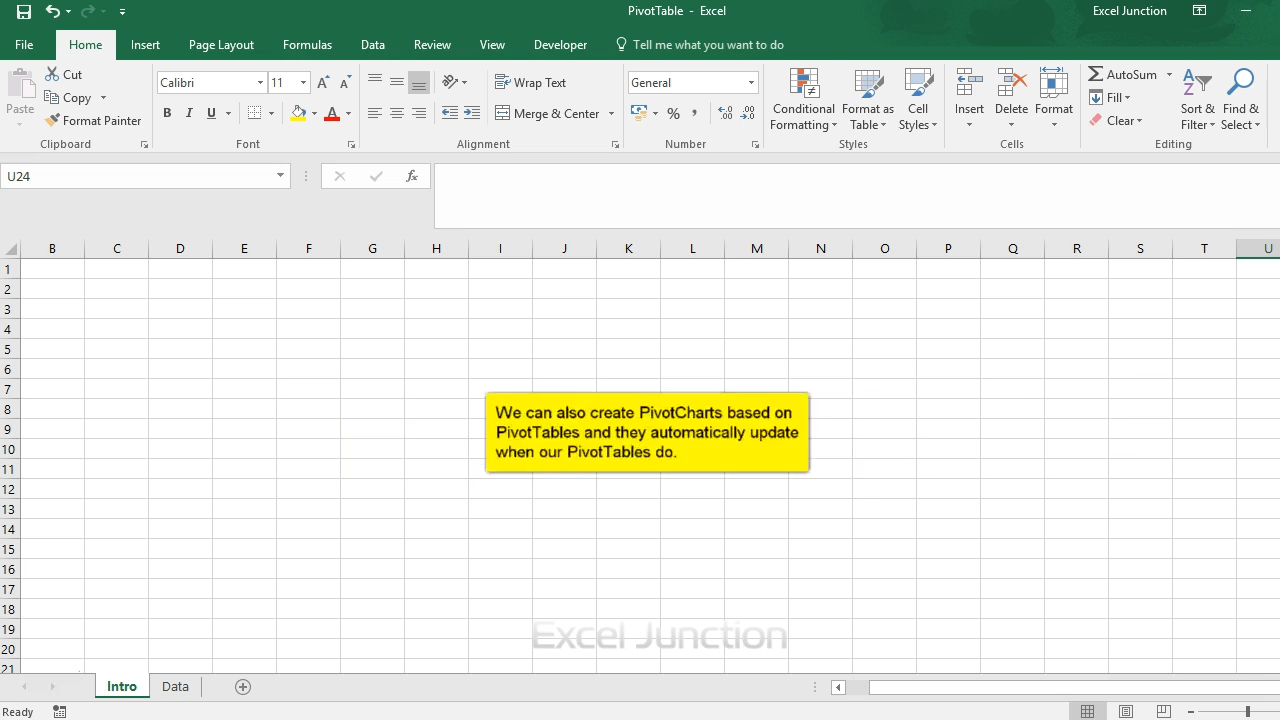 PivotTable - Excel
Excel Junction
File Home Insert Page Layout Formulas Data Review View Developer Tell me what you want to do
Paste
Cut
Copy
Format Painter
Clipboard
Calibri 11
A A
B I U A
Font
Wrap Text
Merge & Center
Alignment
General
% ,
Number
Conditional Formatting
Format as Table
Cell Styles
Styles
Insert Delete Format
Cells
AutoSum
Fill
Clear
Sort & Filter
Find & Select
Editing
U24 fx
B C D E F G H I J K L M N O P Q R S T U
1
2
3
4
5
6
7
8
9
10
11
12
13
14
15
16
17
18
19
20
21
We can also create PivotCharts based on
PivotTables and they automatically update
when our PivotTables do.
Excel Junction
Intro Data
Ready